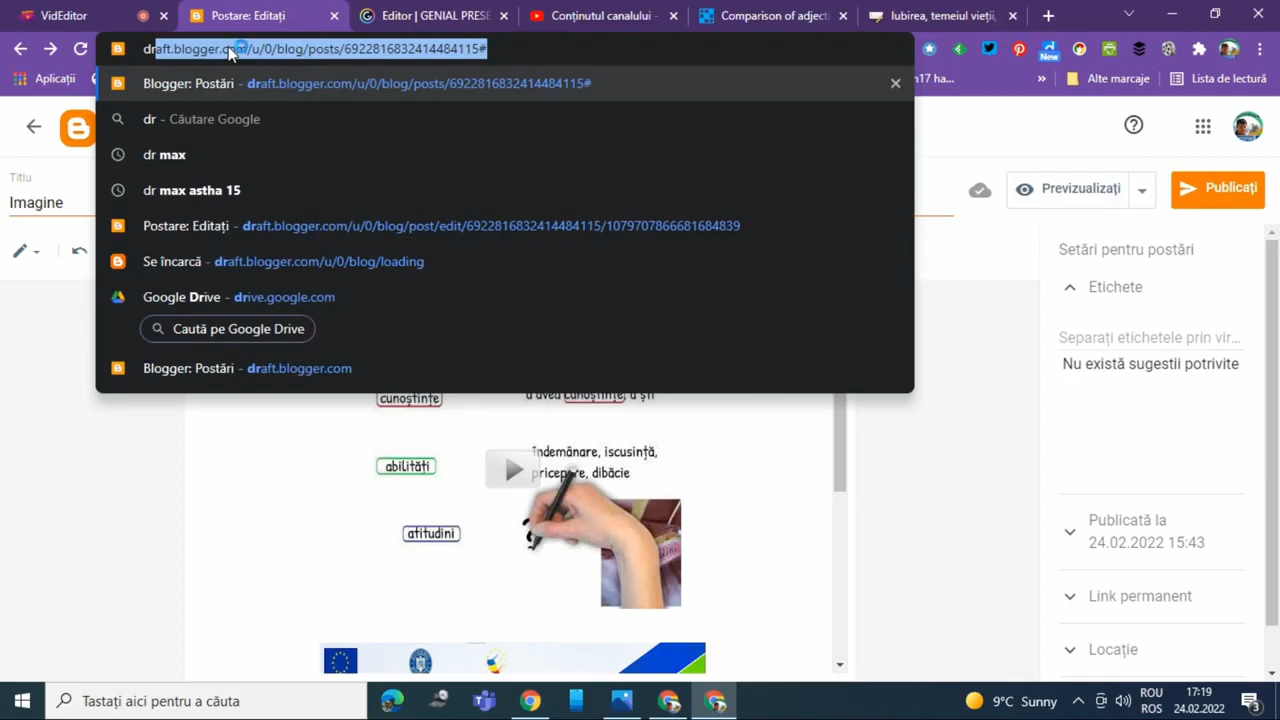 VidEditor
Postare: Editați
Editor | GENIAL PRESE
Conținutul canalului -
Comparison of adjecti
Iubirea, temeiul vieții,
draft.blogger.com/u/0/blog/posts/6922816832414484115#
New
Aplicații
17 ha...
»
Alte marcaje
Lista de lectură
Blogger: Postări - draft.blogger.com/u/0/blog/posts/6922816832414484115#
dr - Căutare Google
dr max
dr max astha 15
Postare: Editați - draft.blogger.com/u/0/blog/post/edit/6922816832414484115/1079707866681684839
Se încarcă - draft.blogger.com/u/0/blog/loading
Google Drive - drive.google.com
Caută pe Google Drive
Blogger: Postări - draft.blogger.com
Titlu
Imagine
Previzualizați
Publicați
Setări pentru postări
Etichete
Separați etichetele prin vir...
Nu există sugestii potrivite
cunoștințe
a avea cunoștințe, a ști
abilități
îndemânare, iscusință,
pricepere, dibăcie
atitudini
Publicată la
24.02.2022 15:43
Link permanent
Locație
Tastați aici pentru a căuta
9°C Sunny
ROU
ROS
17:19
24.02.2022
3